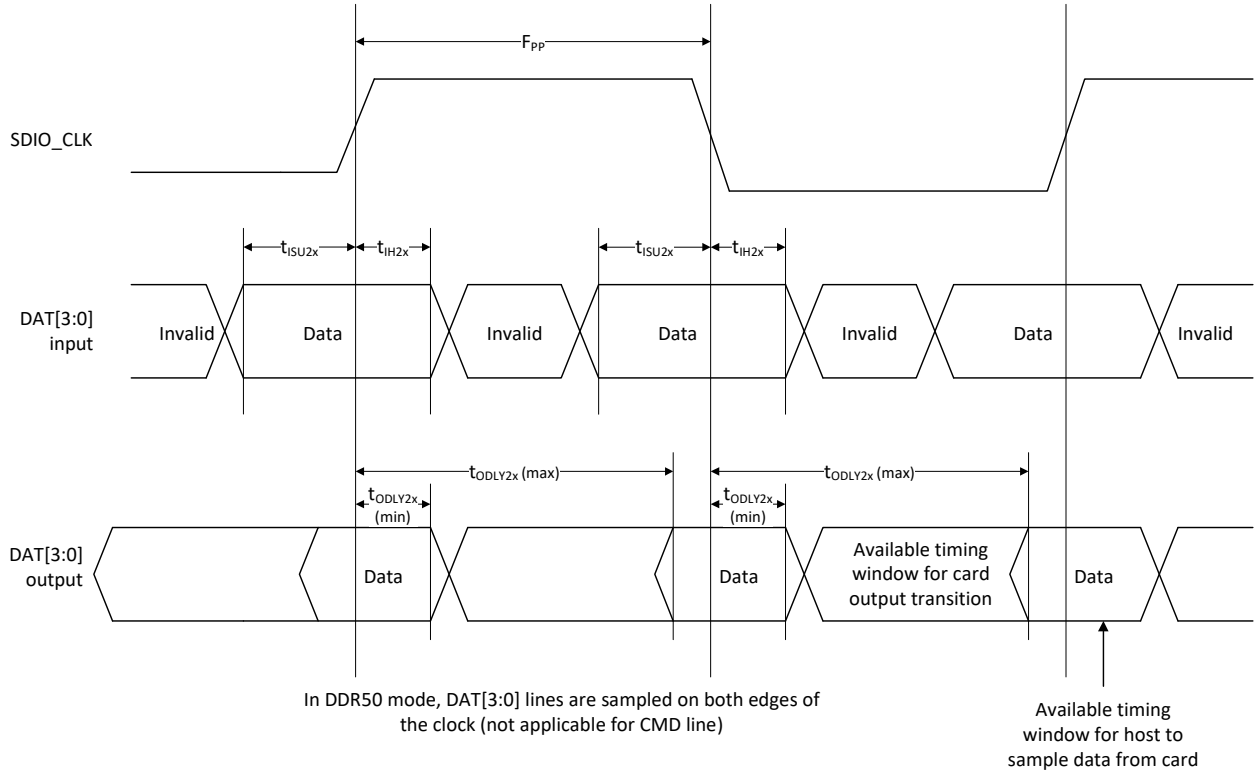 F_PP
SDIO_CLK
t_ISU2x
t_IH2x
t_ISU2x
t_IH2x
DAT[3:0]
input
Invalid
Data
Invalid
Data
Invalid
Data
Invalid
t_ODLY2x (max)
t_ODLY2x (max)
t_ODLY2x
(min)
t_ODLY2x
(min)
DAT[3:0]
output
Data
Data
Available timing
window for card
output transition
Data
In DDR50 mode, DAT[3:0] lines are sampled on both edges of
the clock (not applicable for CMD line)
Available timing
window for host to
sample data from card